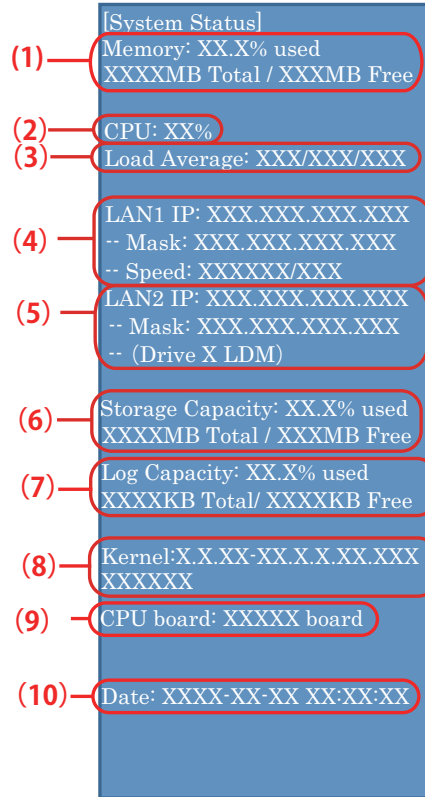 [System Status]
(1) Memory: XX.X% used
XXXXMB Total / XXXMB Free
(2) CPU: XX%
(3) Load Average: XXX/XXX/XXX
(4) LAN1 IP: XXX.XXX.XXX.XXX
-- Mask: XXX.XXX.XXX.XXX
-- Speed: XXXXXX/XXX
(5) LAN2 IP: XXX.XXX.XXX.XXX
-- Mask: XXX.XXX.XXX.XXX
-- (Drive X LDM)
(6) Storage Capacity: XX.X% used
XXXXMB Total / XXXMB Free
(7) Log Capacity: XX.X% used
XXXXKB Total/ XXXXKB Free
(8) Kernel:X.X.XX-XX.X.X.XX.XXX
XXXXXX
(9) CPU board: XXXXX board
(10) Date: XXXX-XX-XX XX:XX:XX